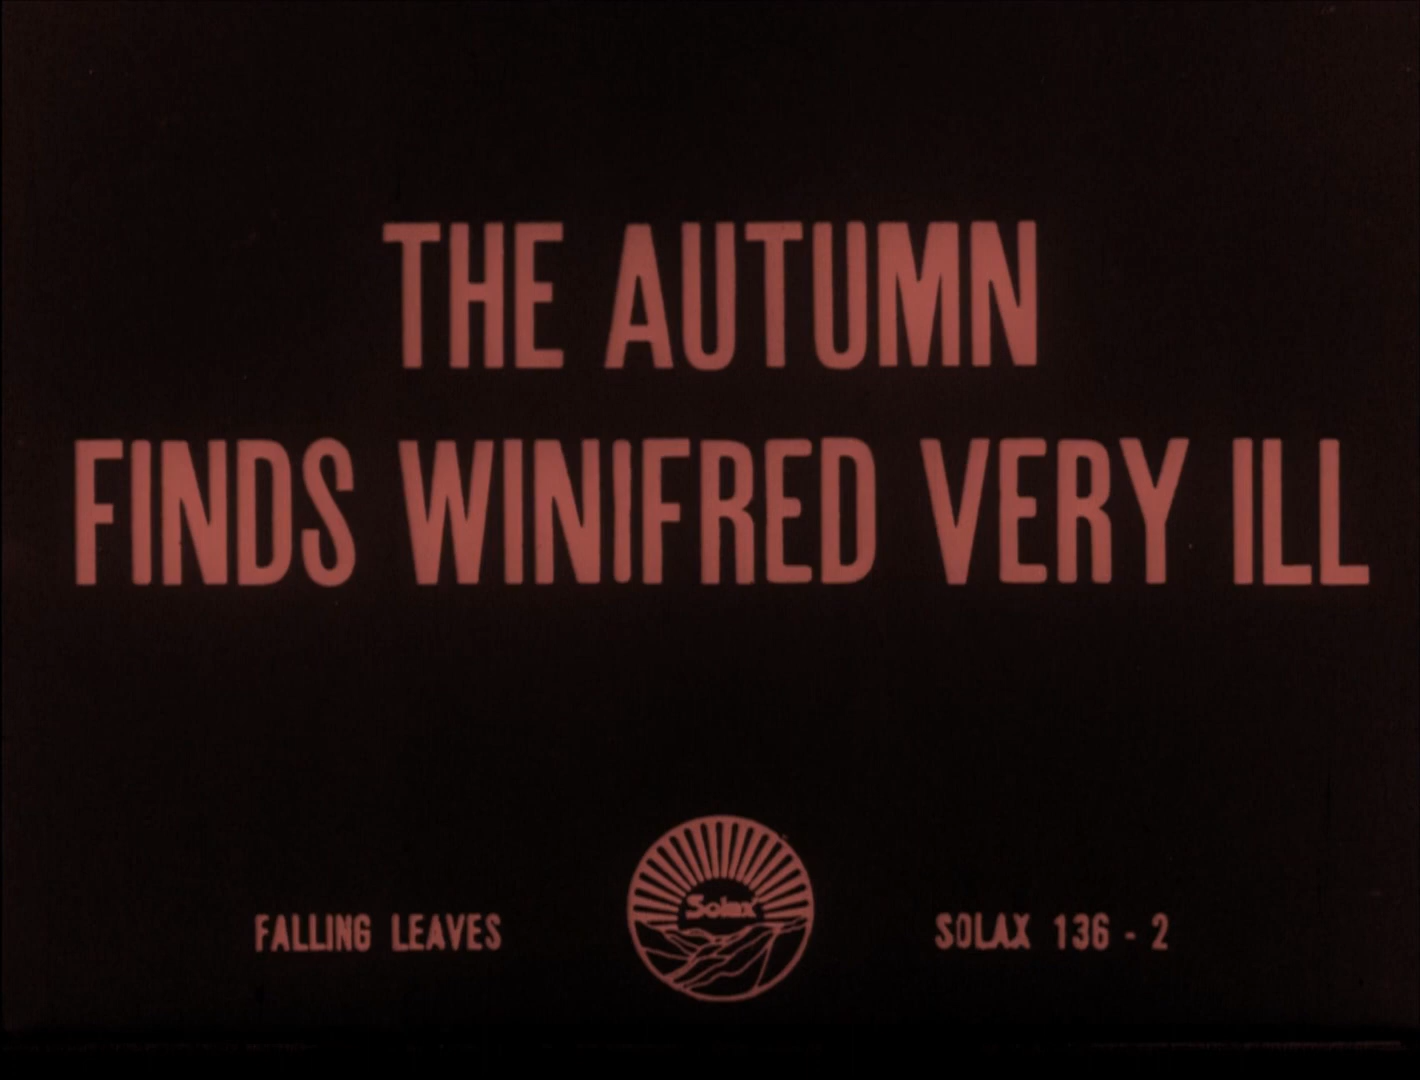 THE AUTUMN
FINDS WINIFRED VERY ILL
Solax
FALLING LEAVES
SOLAX 136 - 2